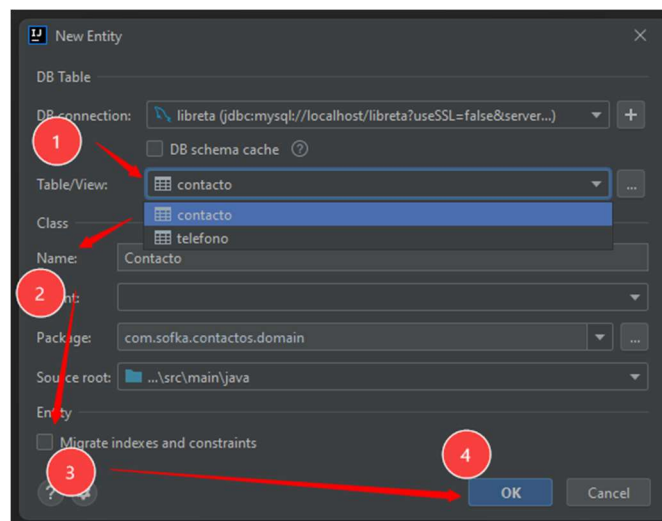 New Entity
DB Table
DB connection: libreta (jdbc:mysql://localhost/libreta?useSSL=false&server...)
1
DB schema cache
Table/View: contacto
contacto
Class
telefono
Name: Contacto
2
Package: com.sofka.contactos.domain
Source root: ...\src\main\java
Entity
Migrate indexes and constraints
4
3
OK Cancel